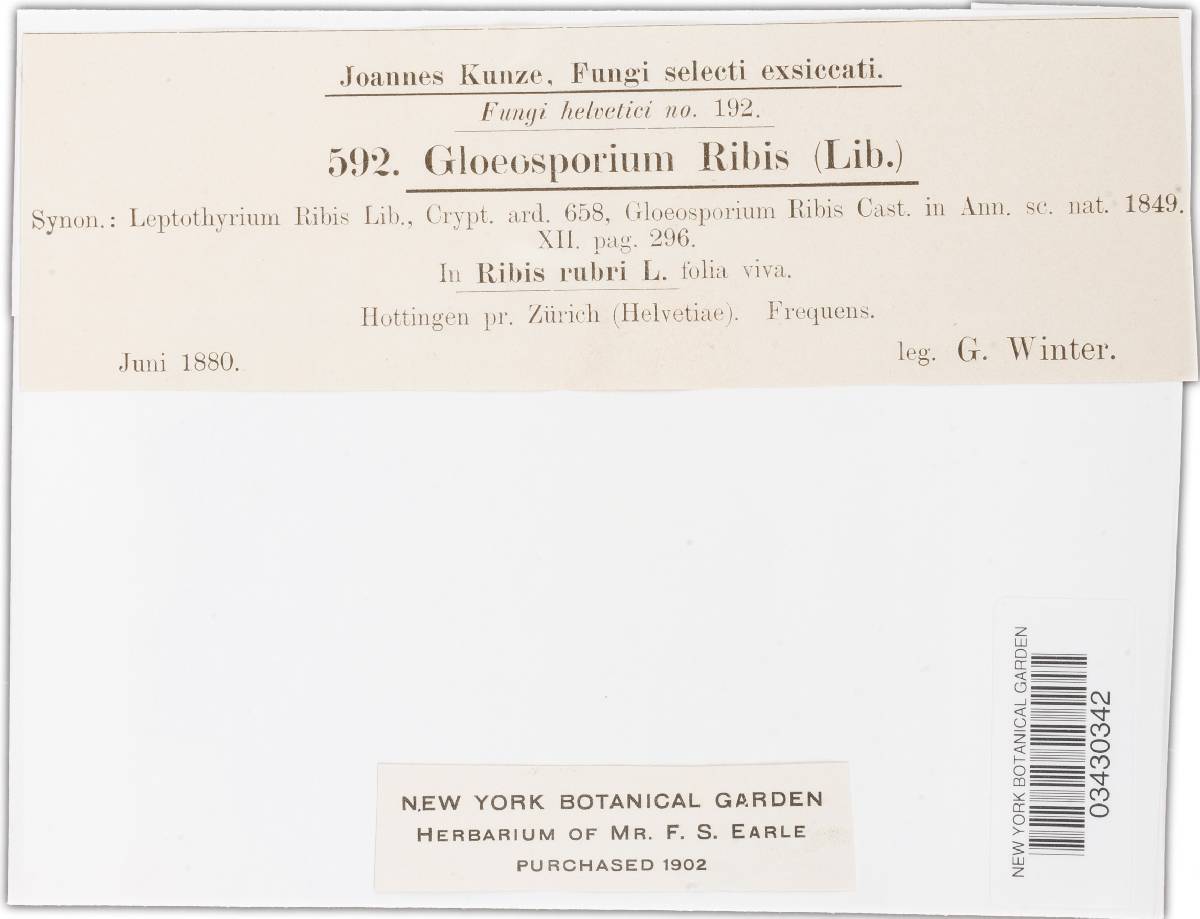 Joannes Kunze, Fungi selecti exsiccati.
Fungi helvetici no. 192.
592. Gloeosporium Ribis (Lib.)
Synon.: Leptothyrium Ribis Lib., Crypt. ard. 658, Gloeosporium Ribis Cast. in Ann. sc. nat. 1849.
XII. pag. 296.
In Ribis rubri L. folia viva.
Hottingen pr. Zürich (Helvetiae). Frequens.
Juni 1880.
leg. G. Winter.
NEW YORK BOTANICAL GARDEN
03430342
NEW YORK BOTANICAL GARDEN
HERBARIUM OF MR. F. S. EARLE
PURCHASED 1902